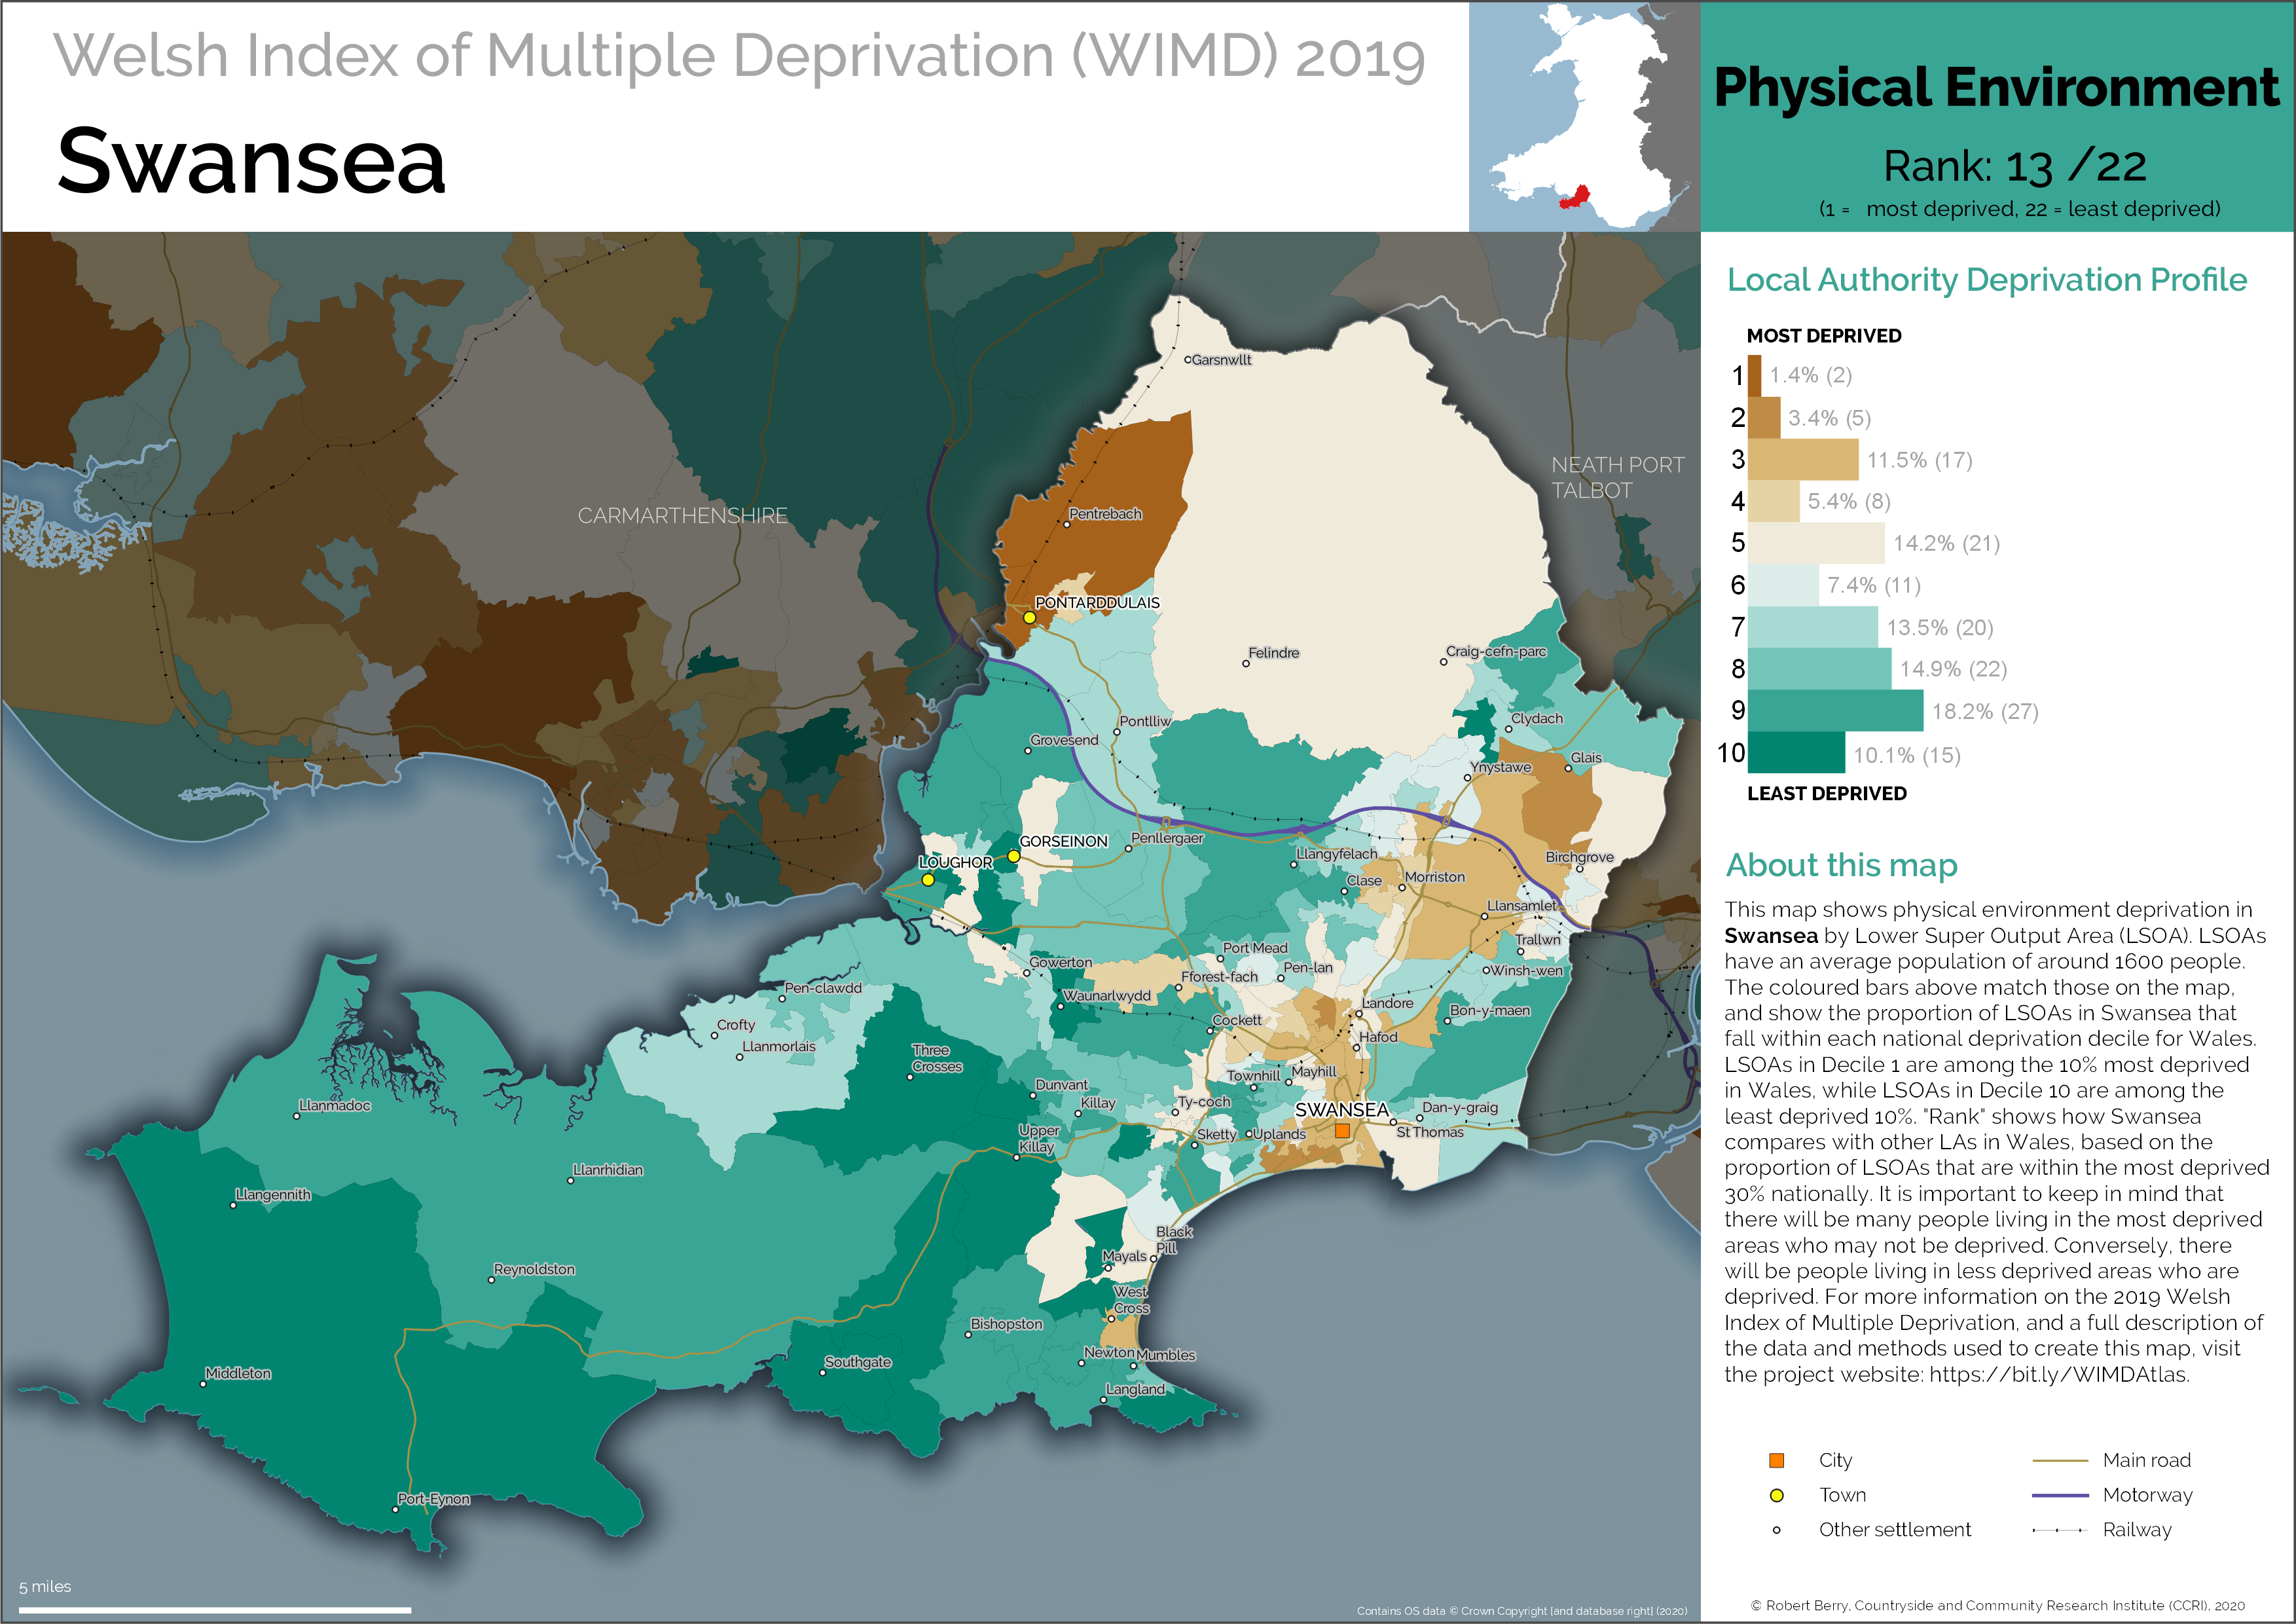 Welsh Index of Multiple Deprivation (WIMD) 2019
Swansea
Physical Environment
Rank: 13 /22
(1 = most deprived, 22 = least deprived)
Local Authority Deprivation Profile
MOST DEPRIVED
1 1.4% (2)
2 3.4% (5)
3 11.5% (17)
4 5.4% (8)
5 14.2% (21)
6 7.4% (11)
7 13.5% (20)
8 14.9% (22)
9 18.2% (27)
10 10.1% (15)
LEAST DEPRIVED
About this map
This map shows physical environment deprivation in
Swansea by Lower Super Output Area (LSOA). LSOAs
have an average population of around 1600 people.
The coloured bars above match those on the map,
and show the proportion of LSOAs in Swansea that
fall within each national deprivation decile for Wales.
LSOAs in Decile 1 are among the 10% most deprived
in Wales, while LSOAs in Decile 10 are among the
least deprived 10%. "Rank" shows how Swansea
compares with other LAs in Wales, based on the
proportion of LSOAs that are within the most deprived
30% nationally. It is important to keep in mind that
there will be many people living in the most deprived
areas who may not be deprived. Conversely, there
will be people living in less deprived areas who are
deprived. For more information on the 2019 Welsh
Index of Multiple Deprivation, and a full description of
the data and methods used to create this map, visit
the project website: https://bit.ly/WIMDAtlas.
City
Town
Other settlement
Main road
Motorway
Railway
© Robert Berry, Countryside and Community Research Institute (CCRI), 2020
CARMARTHENSHIRE
NEATH PORT
TALBOT
Garsnwllt
Pentrebach
PONTARDDULAIS
Felindre
Craig-cefn-parc
Pontlliw
Grovesend
Clydach
Glais
Ynystawe
GORSEINON
Penllergaer
LOUGHOR
Llangyfelach
Birchgrove
Clase
Morriston
Llansamlet
Port Mead
Trallwn
Gowerton
Fforest-fach
Pen-lan
Winsh-wen
Pen-clawdd
Waunarlwydd
Landore
Bon-y-maen
Crofty
Cockett
Hafod
Llanmorlais
Three
Crosses
Townhill
Mayhill
Dunvant
Killay
Ty-coch
SWANSEA
Dan-y-graig
Llanmadoc
Upper
Killay
Sketty
Uplands
St Thomas
Llanrhidian
Llangennith
Black
Pill
Mayals
Reynoldston
West
Cross
Bishopston
Newton
Mumbles
Southgate
Middleton
Langland
Port-Eynon
5 miles
Contains OS data © Crown Copyright [and database right] (2020)